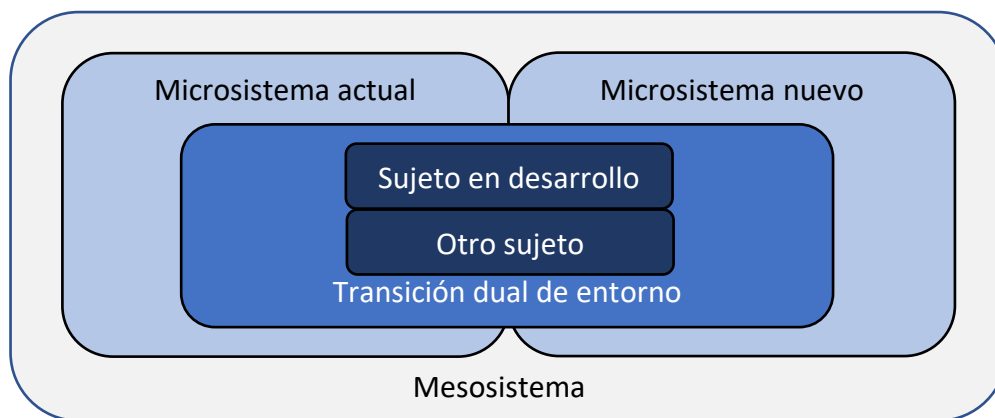 Microsistema actual
Microsistema nuevo
Sujeto en desarrollo
Otro sujeto
Transición dual de entorno
Mesosistema